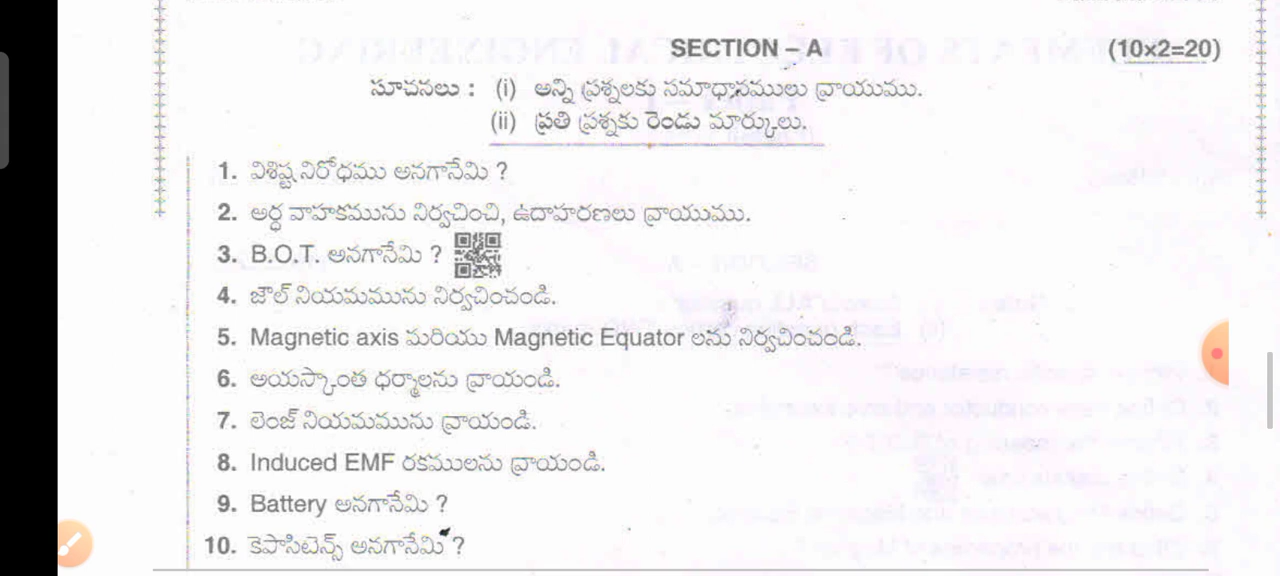 SECTION – A (10x2=20)
సూచనలు : (i) అన్ని ప్రశ్నలకు సమాధానములు వ్రాయుము.
(ii) ప్రతి ప్రశ్నకు రెండు మార్కులు.
1. విశిష్ట నిరోధము అనగానేమి ?
2. అర్ధ వాహకమును నిర్వచించి, ఉదాహరణలు వ్రాయుము.
3. B.O.T. అనగానేమి ?
4. జౌల్ నియమమును నిర్వచించండి.
5. Magnetic axis మరియు Magnetic Equator లను నిర్వచించండి.
6. అయస్కాంత ధర్మాలను వ్రాయండి.
7. లెంజ్ నియమమును వ్రాయండి.
8. Induced EMF రకములను వ్రాయండి.
9. Battery అనగానేమి ?
10. కెపాసిటెన్స్ అనగానేమి ?